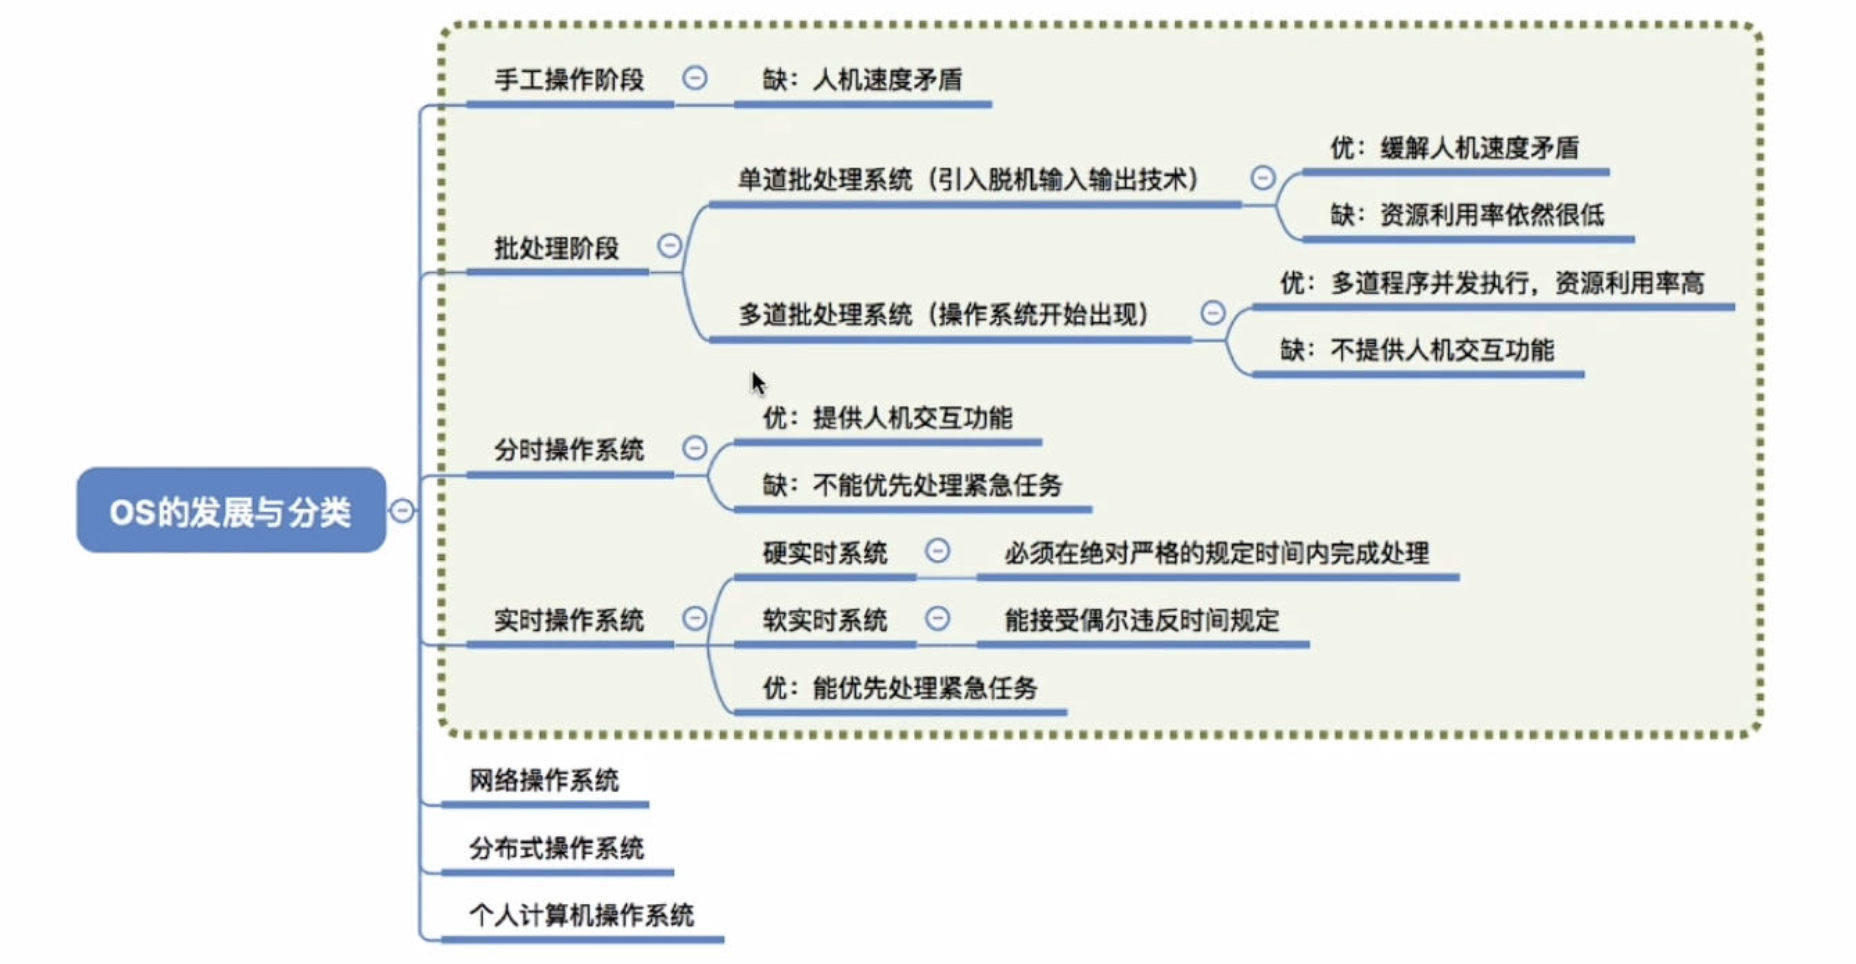 手工操作阶段
缺：人机速度矛盾
批处理阶段
单道批处理系统（引入脱机输入输出技术）
优：缓解人机速度矛盾
缺：资源利用率依然很低
多道批处理系统（操作系统开始出现）
优：多道程序并发执行，资源利用率高
缺：不提供人机交互功能
OS的发展与分类
分时操作系统
优：提供人机交互功能
缺：不能优先处理紧急任务
实时操作系统
硬实时系统
必须在绝对严格的规定时间内完成处理
软实时系统
能接受偶尔违反时间规定
优：能优先处理紧急任务
网络操作系统
分布式操作系统
个人计算机操作系统